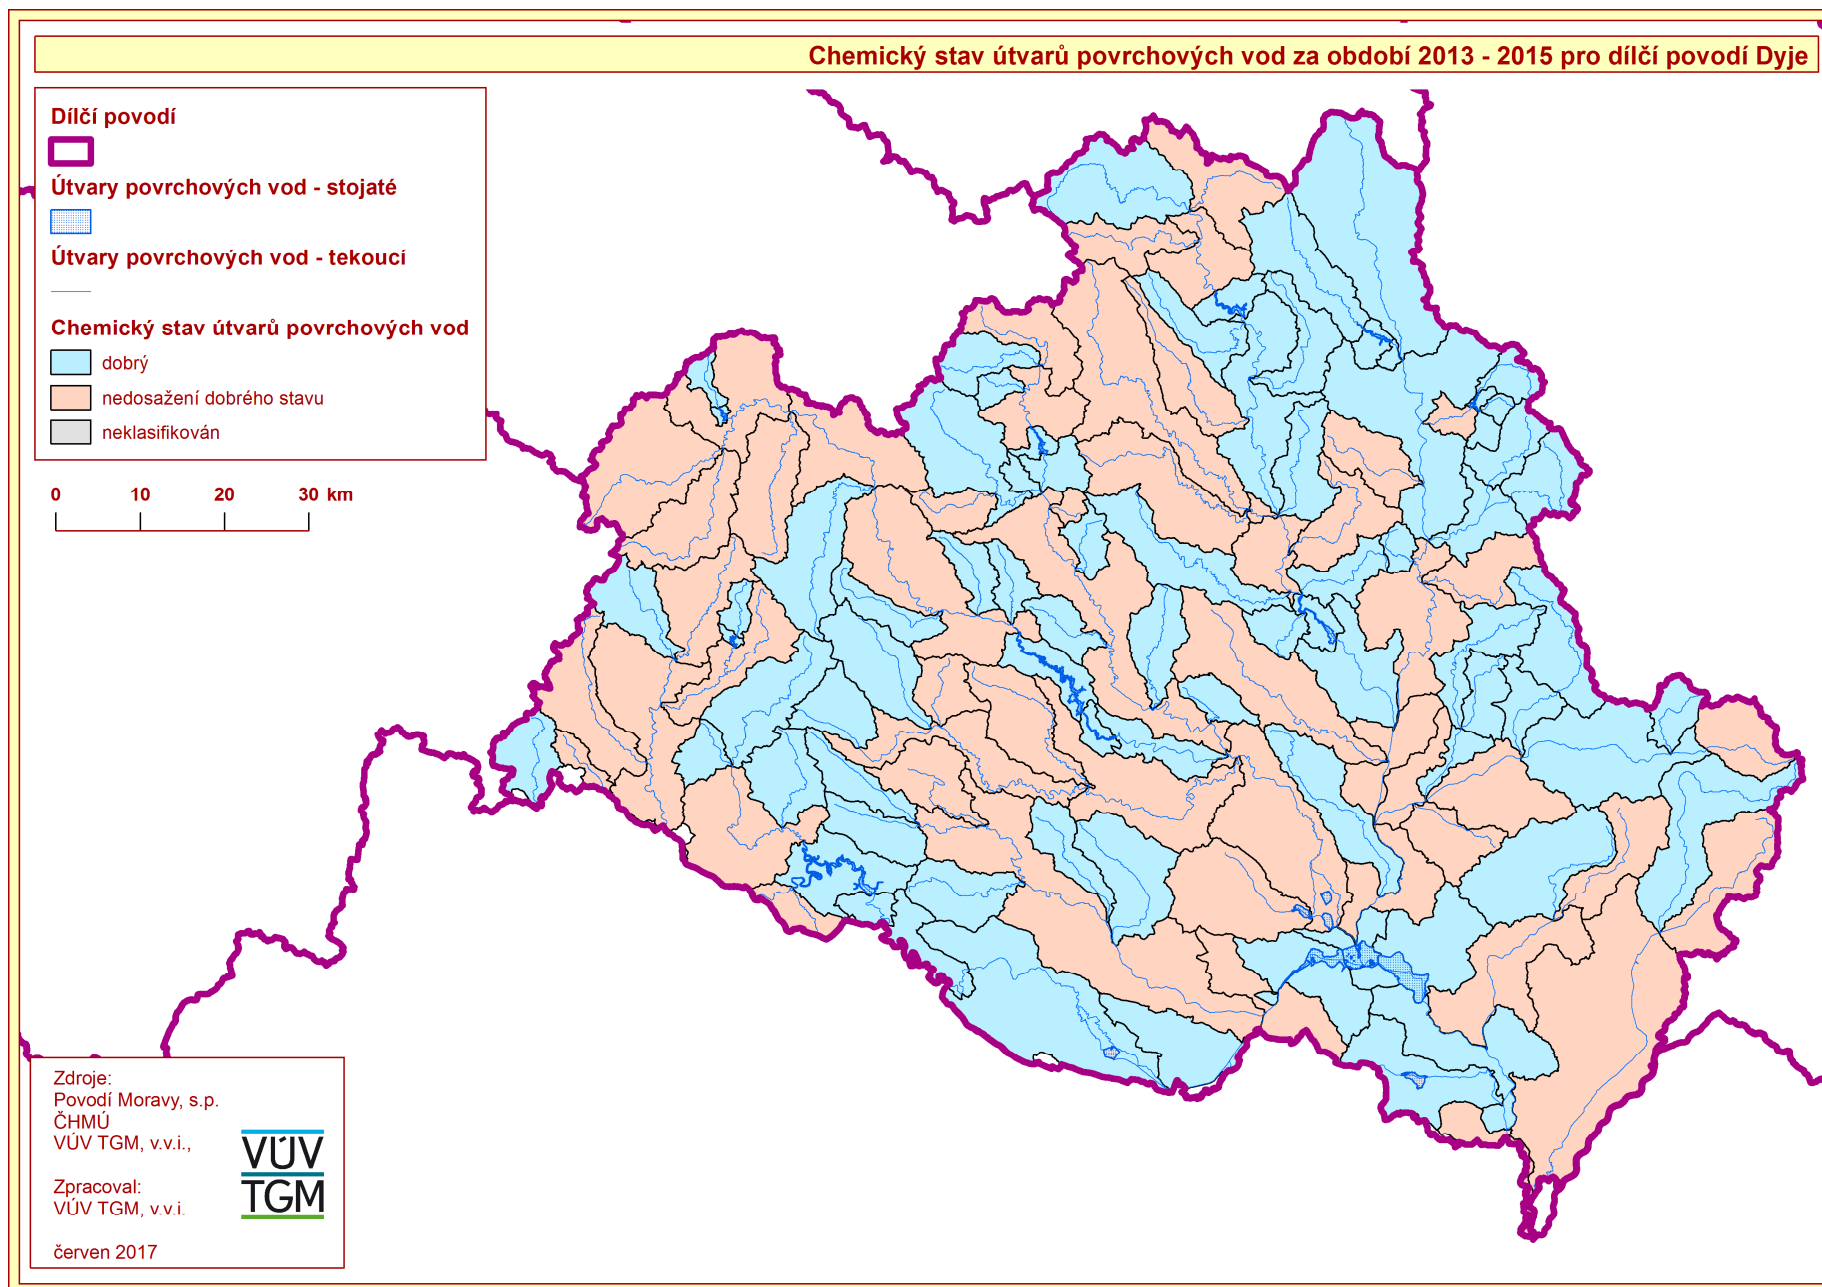 Chemický stav útvarů povrchových vod za období 2013 - 2015 pro dílčí povodí Dyje
Dílčí povodí
Útvary povrchových vod - stojaté
Útvary povrchových vod - tekoucí
Chemický stav útvarů povrchových vod
dobrý
nedosažení dobrého stavu
neklasifikován
0 10 20 30 km
Zdroje:
Povodí Moravy, s.p.
ČHMÚ
VÚV TGM, v.v.i.,
Zpracoval:
VÚV TGM, v.v.i.
červen 2017
VÚV
TGM